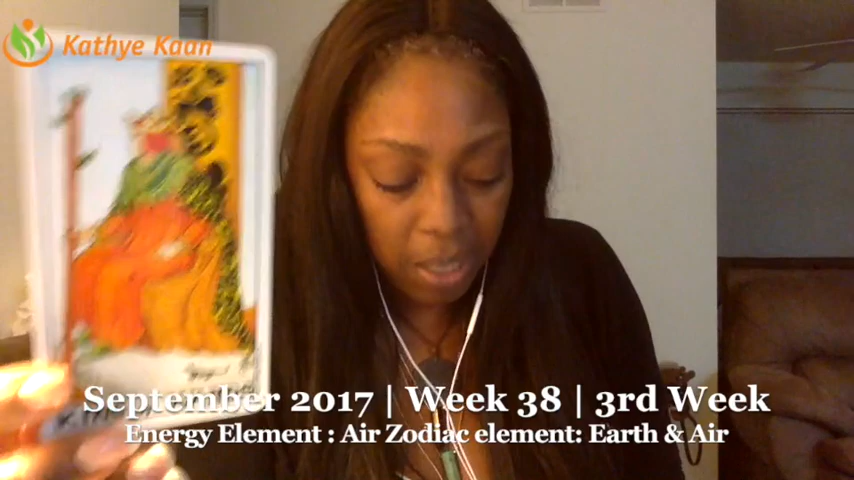 Kathye Kaan
September 2017 | Week 38 | 3rd Week
Energy Element : Air Zodiac element: Earth & Air